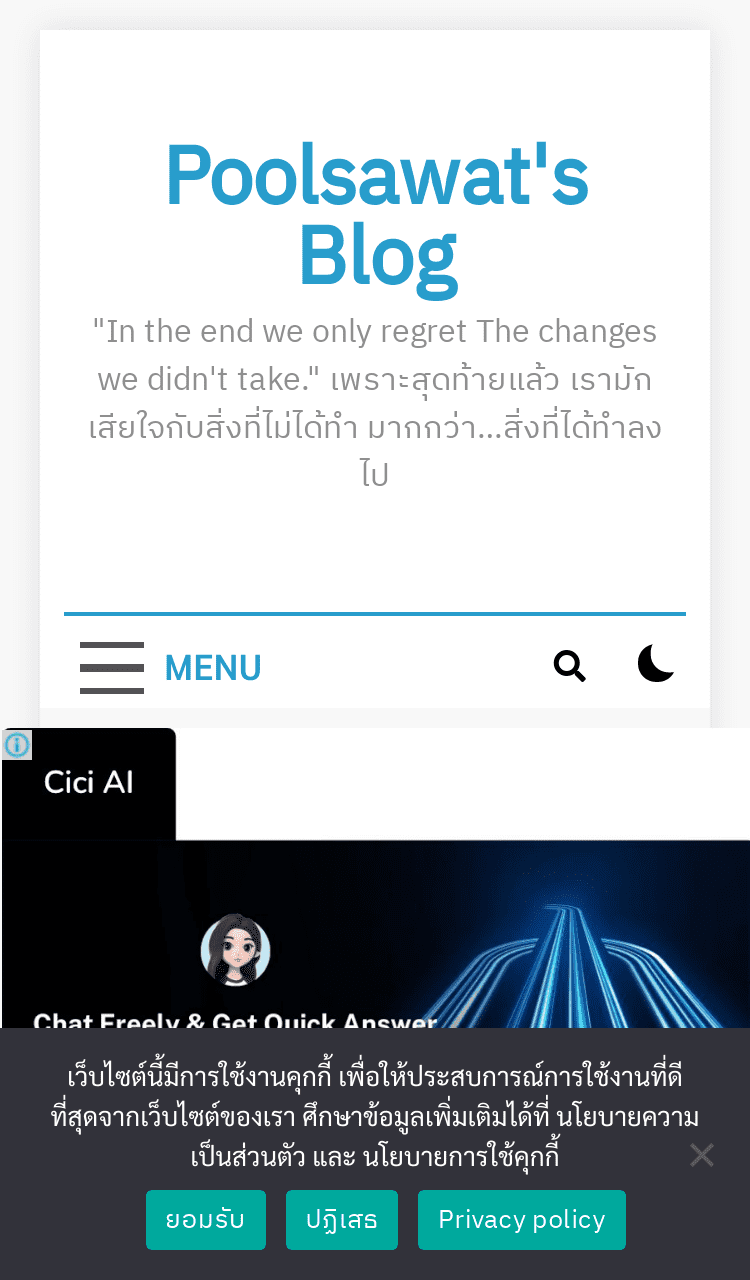 Poolsawat's
Blog
"In the end we only regret The changes
we didn't take." เพราะสุดท้ายแล้ว เรามัก
เสียใจกับสิ่งที่ไม่ได้ทำ มากกว่า...สิ่งที่ได้ทำลง
ไป
MENU
Cici AI
Chat Freely & Get Quick Answer
เว็บไซต์นี้มีการใช้งานคุกกี้ เพื่อให้ประสบการณ์การใช้งานที่ดี
ที่สุดจากเว็บไซต์ของเรา ศึกษาข้อมูลเพิ่มเติมได้ที่ นโยบายความ
เป็นส่วนตัว และ นโยบายการใช้คุกกี้
ยอมรับ
ปฏิเสธ
Privacy policy